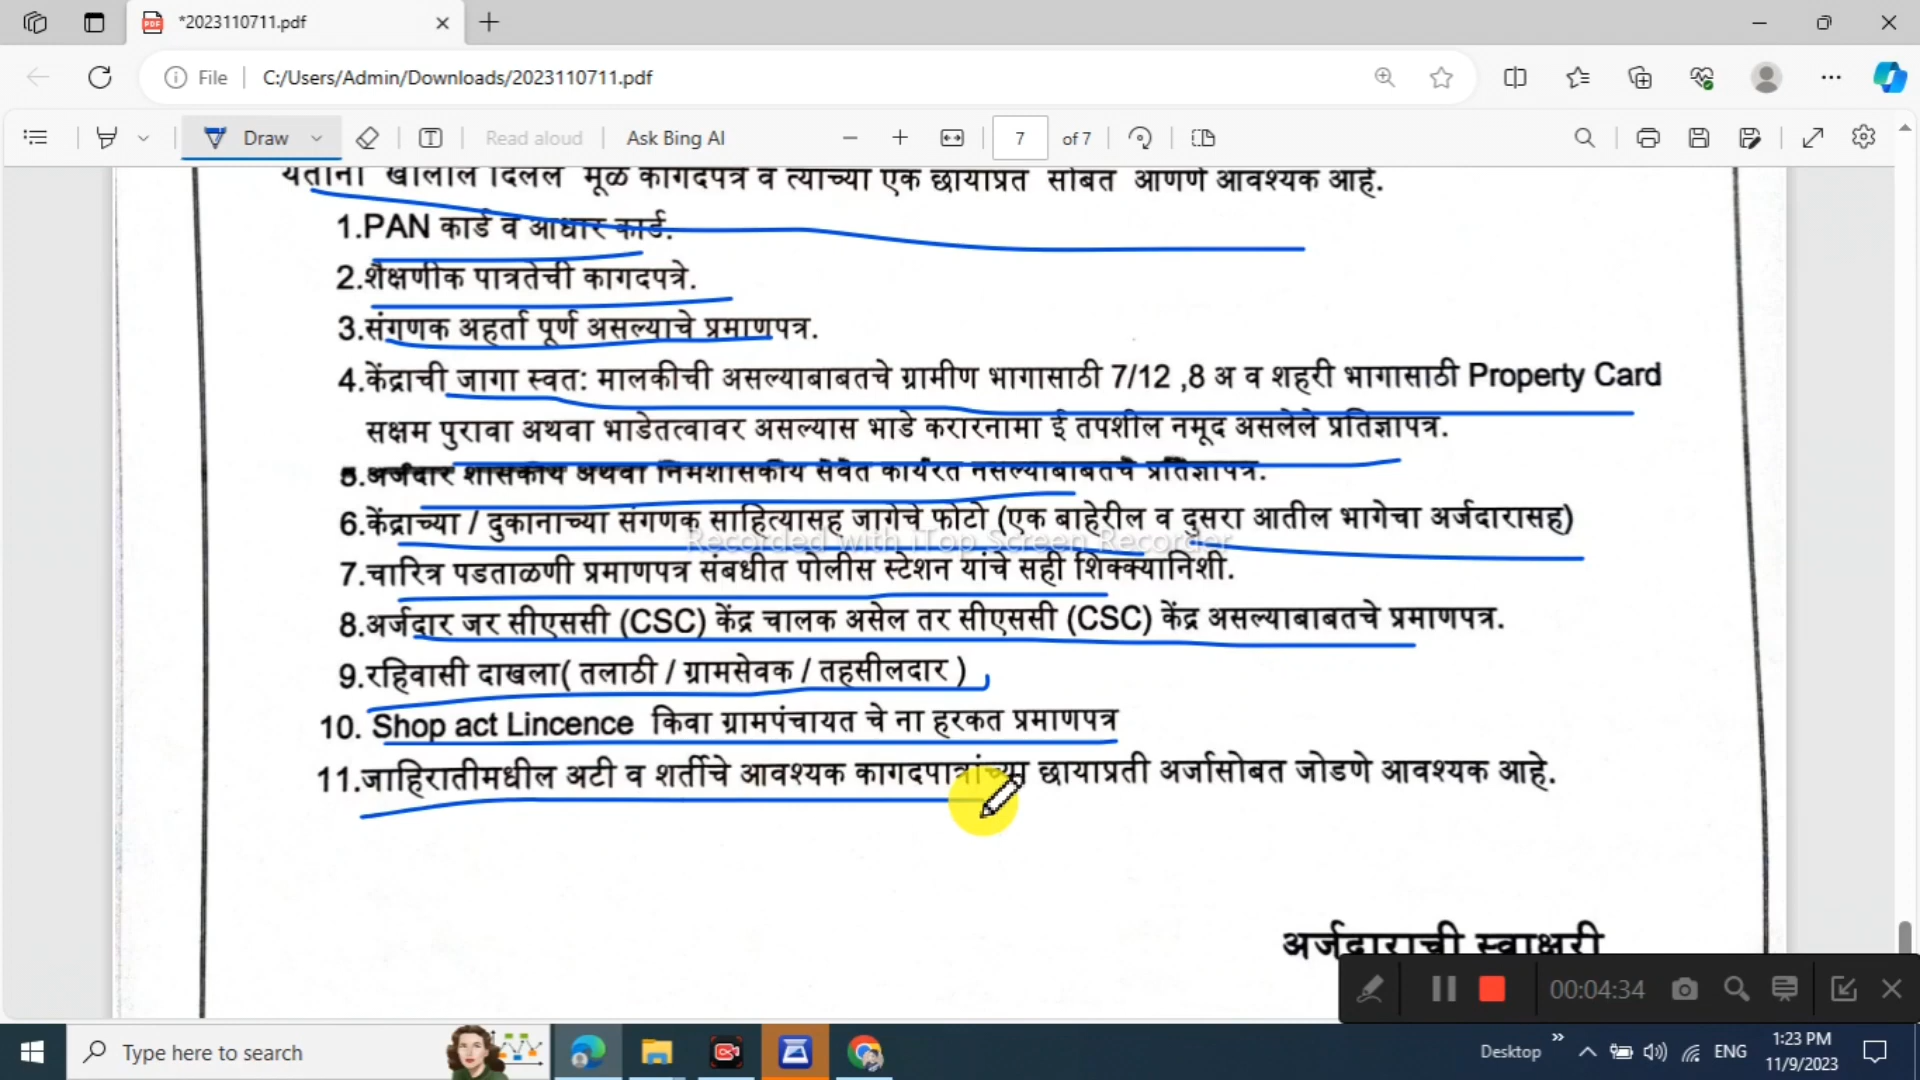 *2023110711.pdf
File C:/Users/Admin/Downloads/2023110711.pdf
Draw Read aloud Ask Bing AI 7 of 7
येतांना खालील दिलेले मूळ कागदपत्रे व त्यांच्या एक छायाप्रत सोबत आणणे आवश्यक आहे.
1.PAN कार्ड व आधार कार्ड.
2.शैक्षणीक पात्रतेची कागदपत्रे.
3.संगणक अहर्ता पूर्ण असल्याचे प्रमाणपत्र.
4.केंद्राची जागा स्वत: मालकीची असल्याबाबतचे ग्रामीण भागासाठी 7/12 ,8 अ व शहरी भागासाठी Property Card
सक्षम पुरावा अथवा भाडेतत्वावर असल्यास भाडे करारनामा ई तपशील नमूद असलेले प्रतिज्ञापत्र.
5.अर्जदार शासकीय अथवा निमशासकीय सेवेत कार्यरत नसल्याबाबतचे प्रतिज्ञापत्र.
6.केंद्राच्या / दुकानाच्या संगणक साहित्यासह जागेचे फोटो (एक बाहेरील व दुसरा आतील भागेचा अर्जदारासह)
Recorded with iTop Screen Recorder
7.चारित्र पडताळणी प्रमाणपत्र संबधीत पोलीस स्टेशन यांचे सही शिक्क्यानिशी.
8.अर्जदार जर सीएससी (CSC) केंद्र चालक असेल तर सीएससी (CSC) केंद्र असल्याबाबतचे प्रमाणपत्र.
9.रहिवासी दाखला( तलाठी / ग्रामसेवक / तहसीलदार )
10. Shop act Lincence किवा ग्रामपंचायत चे ना हरकत प्रमाणपत्र
11.जाहिरातीमधील अटी व शर्तीचे आवश्यक कागदपात्रांच्या छायाप्रती अर्जासोबत जोडणे आवश्यक आहे.
अर्जदाराची स्वाक्षरी
00:04:34
Type here to search Desktop ENG 1:23 PM
11/9/2023